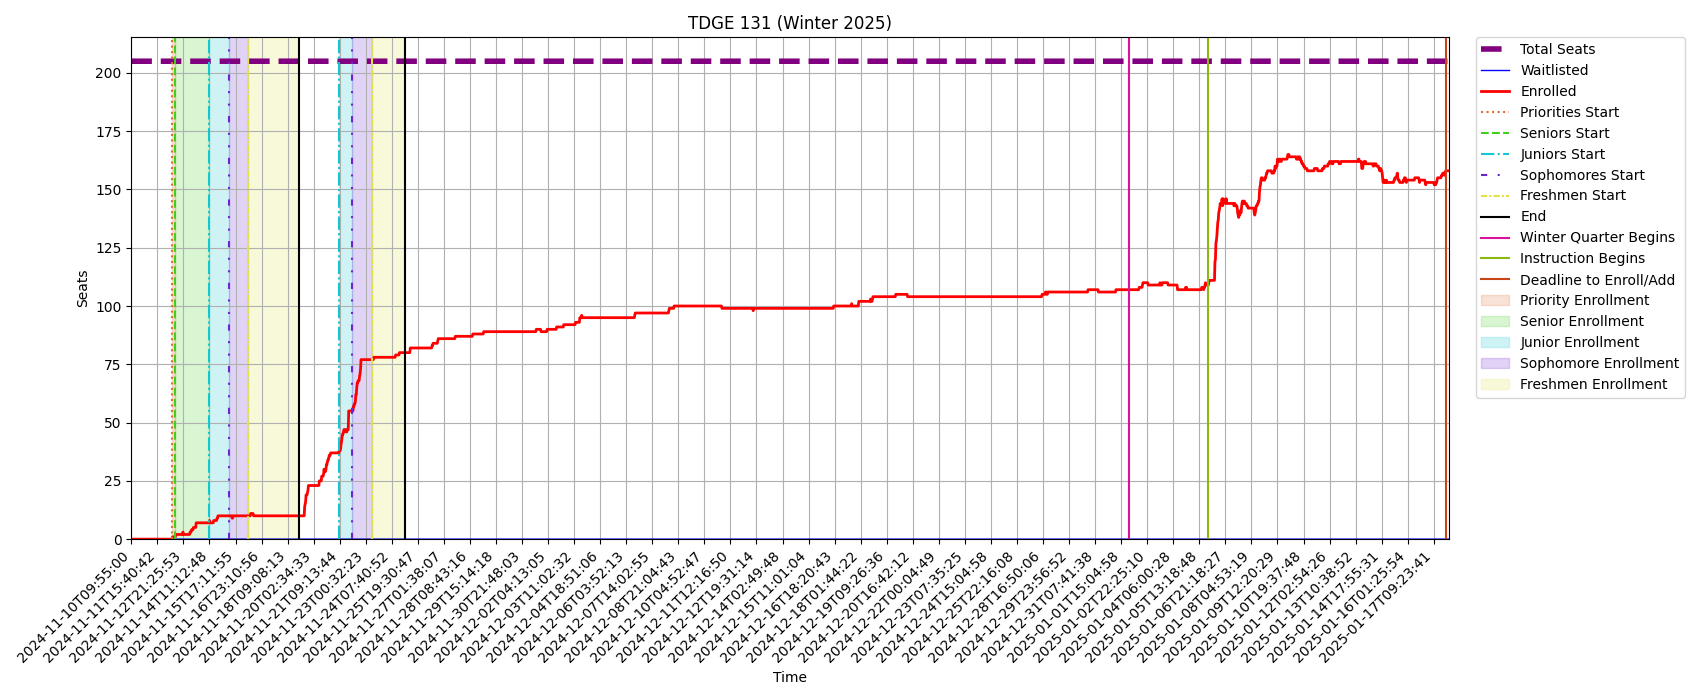 TDGE 131 (Winter 2025)
Seats
200
175
150
125
100
75
50
25
0
2024-11-10T09:55:00
2024-11-11T15:40:42
2024-11-12T21:25:53
2024-11-14T11:12:48
2024-11-15T17:11:55
2024-11-16T23:10:56
2024-11-18T09:08:13
2024-11-20T02:34:33
2024-11-21T09:13:44
2024-11-23T00:32:23
2024-11-24T07:40:52
2024-11-25T17:30:47
2024-11-27T01:38:07
2024-11-28T08:43:16
2024-11-29T15:14:18
2024-11-30T21:48:03
2024-12-02T04:13:05
2024-12-03T11:02:32
2024-12-04T18:51:06
2024-12-06T03:52:13
2024-12-07T14:02:55
2024-12-08T21:04:43
2024-12-10T04:52:47
2024-12-11T12:16:50
2024-12-12T19:31:14
2024-12-14T02:49:48
2024-12-15T11:01:04
2024-12-16T18:20:43
2024-12-18T01:44:22
2024-12-19T09:26:36
2024-12-20T16:42:12
2024-12-22T00:04:49
2024-12-23T07:35:25
2024-12-24T15:04:58
2024-12-25T22:16:08
2024-12-28T16:50:06
2024-12-29T23:56:52
2024-12-31T07:41:38
2025-01-01T15:04:58
2025-01-02T22:25:10
2025-01-04T06:00:28
2025-01-05T13:18:49
2025-01-06T21:18:27
2025-01-08T04:53:19
2025-01-09T12:20:29
2025-01-10T19:37:48
2025-01-12T02:54:26
2025-01-13T10:38:52
2025-01-14T17:55:31
2025-01-16T01:25:54
2025-01-17T09:23:41
Time
Total Seats
Waitlisted
Enrolled
Priorities Start
Seniors Start
Juniors Start
Sophomores Start
Freshmen Start
End
Winter Quarter Begins
Instruction Begins
Deadline to Enroll/Add
Priority Enrollment
Senior Enrollment
Junior Enrollment
Sophomore Enrollment
Freshmen Enrollment